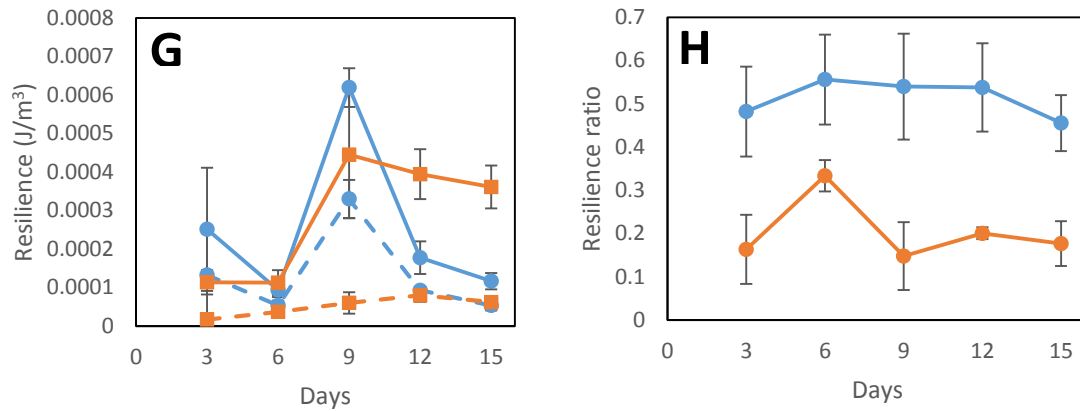 G
Resilience (J/m³)
0.0008
0.0007
0.0006
0.0005
0.0004
0.0003
0.0002
0.0001
0
0 3 6 9 12 15
Days
H
Resilience ratio
0.7
0.6
0.5
0.4
0.3
0.2
0.1
0
0 3 6 9 12 15
Days